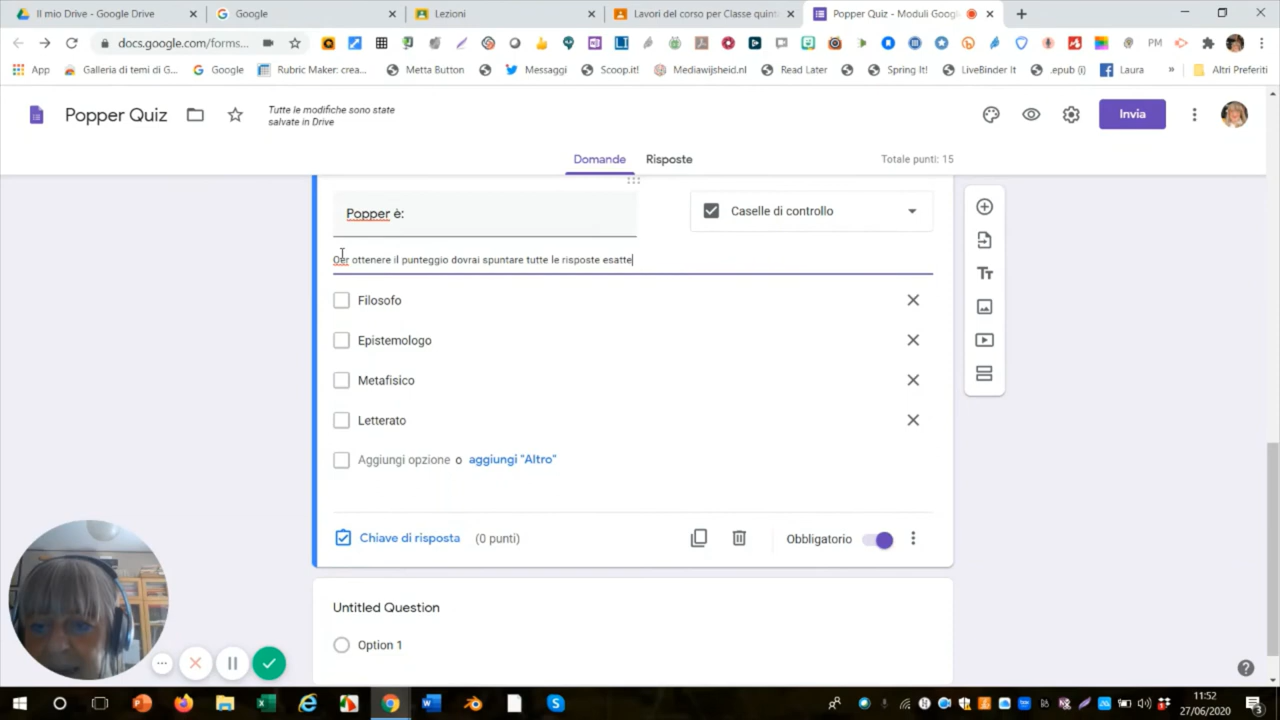 Il mio Drive - Google Drive
Google
Lezioni
Lavori del corso per Classe quint
Popper Quiz - Moduli Goog
docs.google.com/forms...
PM
App
Galleria di temi di G...
Google
Rubric Maker: crea...
Metta Button
Messaggi
Scoop.it!
Mediawijsheid.nl
Read Later
Spring It!
LiveBinder It
.epub (i)
Laura
»
Altri Preferiti
Popper Quiz
Tutte le modifiche sono state
salvate in Drive
Invia
Domande
Risposte
Totale punti: 15
Popper è:
Caselle di controllo
Oer ottenere il punteggio dovrai spuntare tutte le risposte esatte
Filosofo
Epistemologo
Metafisico
Letterato
Aggiungi opzione o aggiungi "Altro"
Chiave di risposta (0 punti)
Obbligatorio
Untitled Question
Option 1
11:52
27/06/2020